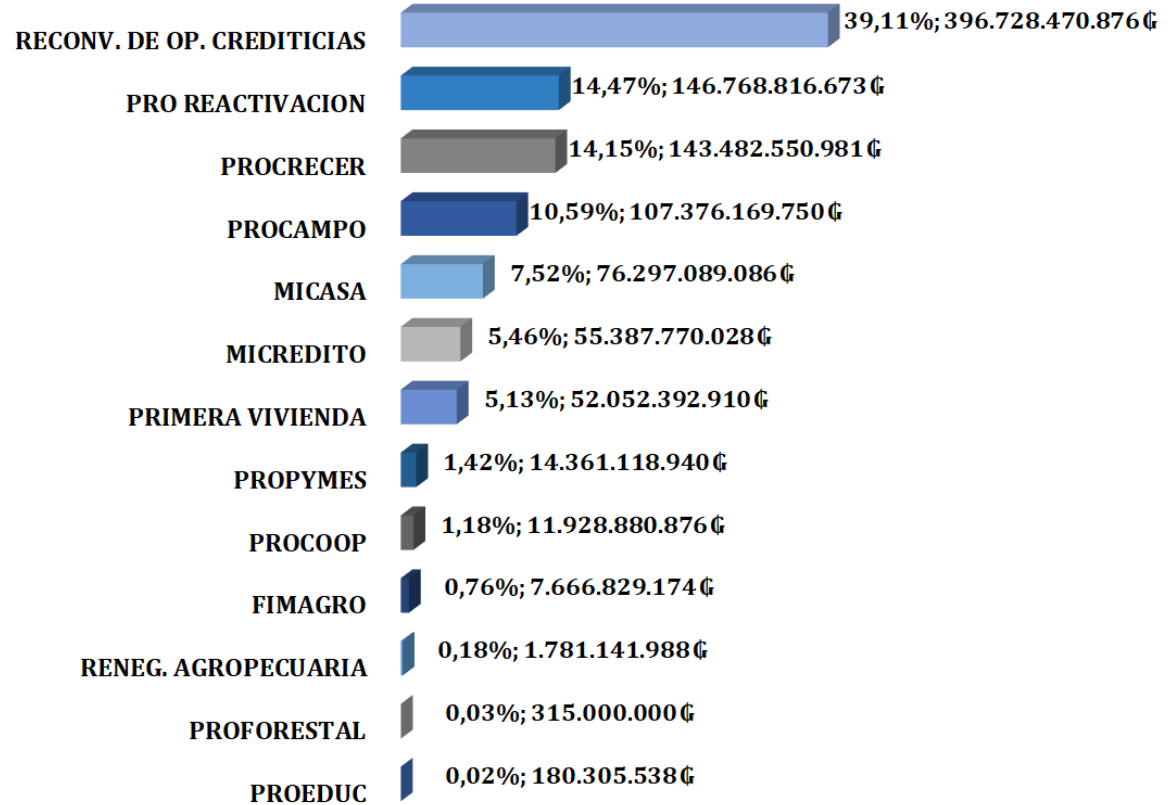 RECONV. DE OP. CREDITICIAS 39,11%; 396.728.470.876₲
PRO REACTIVACION 14,47%; 146.768.816.673₲
PROCRECER 14,15%; 143.482.550.981₲
PROCAMPO 10,59%; 107.376.169.750₲
MICASA 7,52%; 76.297.089.086₲
MICREDITO 5,46%; 55.387.770.028₲
PRIMERA VIVIENDA 5,13%; 52.052.392.910₲
PROPYMES 1,42%; 14.361.118.940₲
PROCOOP 1,18%; 11.928.880.876₲
FIMAGRO 0,76%; 7.666.829.174₲
RENEG. AGROPECUARIA 0,18%; 1.781.141.988₲
PROFORESTAL 0,03%; 315.000.000₲
PROEDUC 0,02%; 180.305.538₲